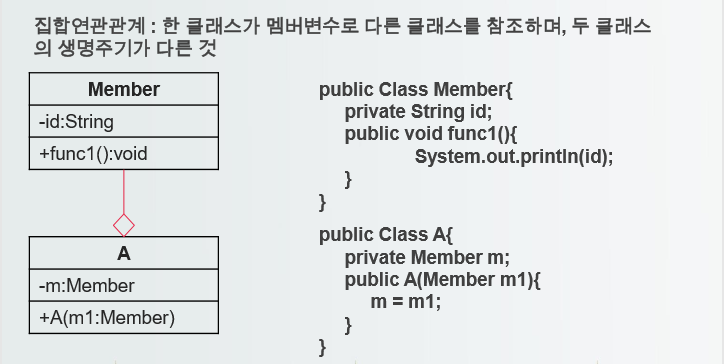 집합연관관계 : 한 클래스가 멤버변수로 다른 클래스를 참조하며, 두 클래스
의 생명주기가 다른 것
Member
-id:String
+func1():void
A
-m:Member
+A(m1:Member)
public Class Member{
private String id;
public void func1(){
System.out.println(id);
}
}
public Class A{
private Member m;
public A(Member m1){
m = m1;
}
}